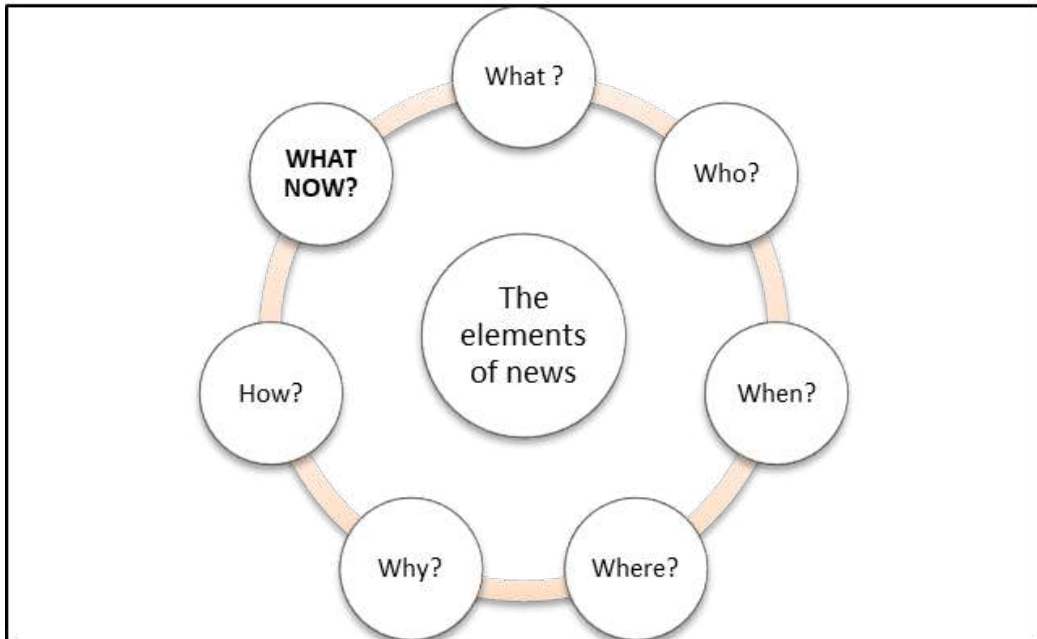 What ?
Who?
When?
Where?
Why?
How?
WHAT
NOW?
The
elements
of news